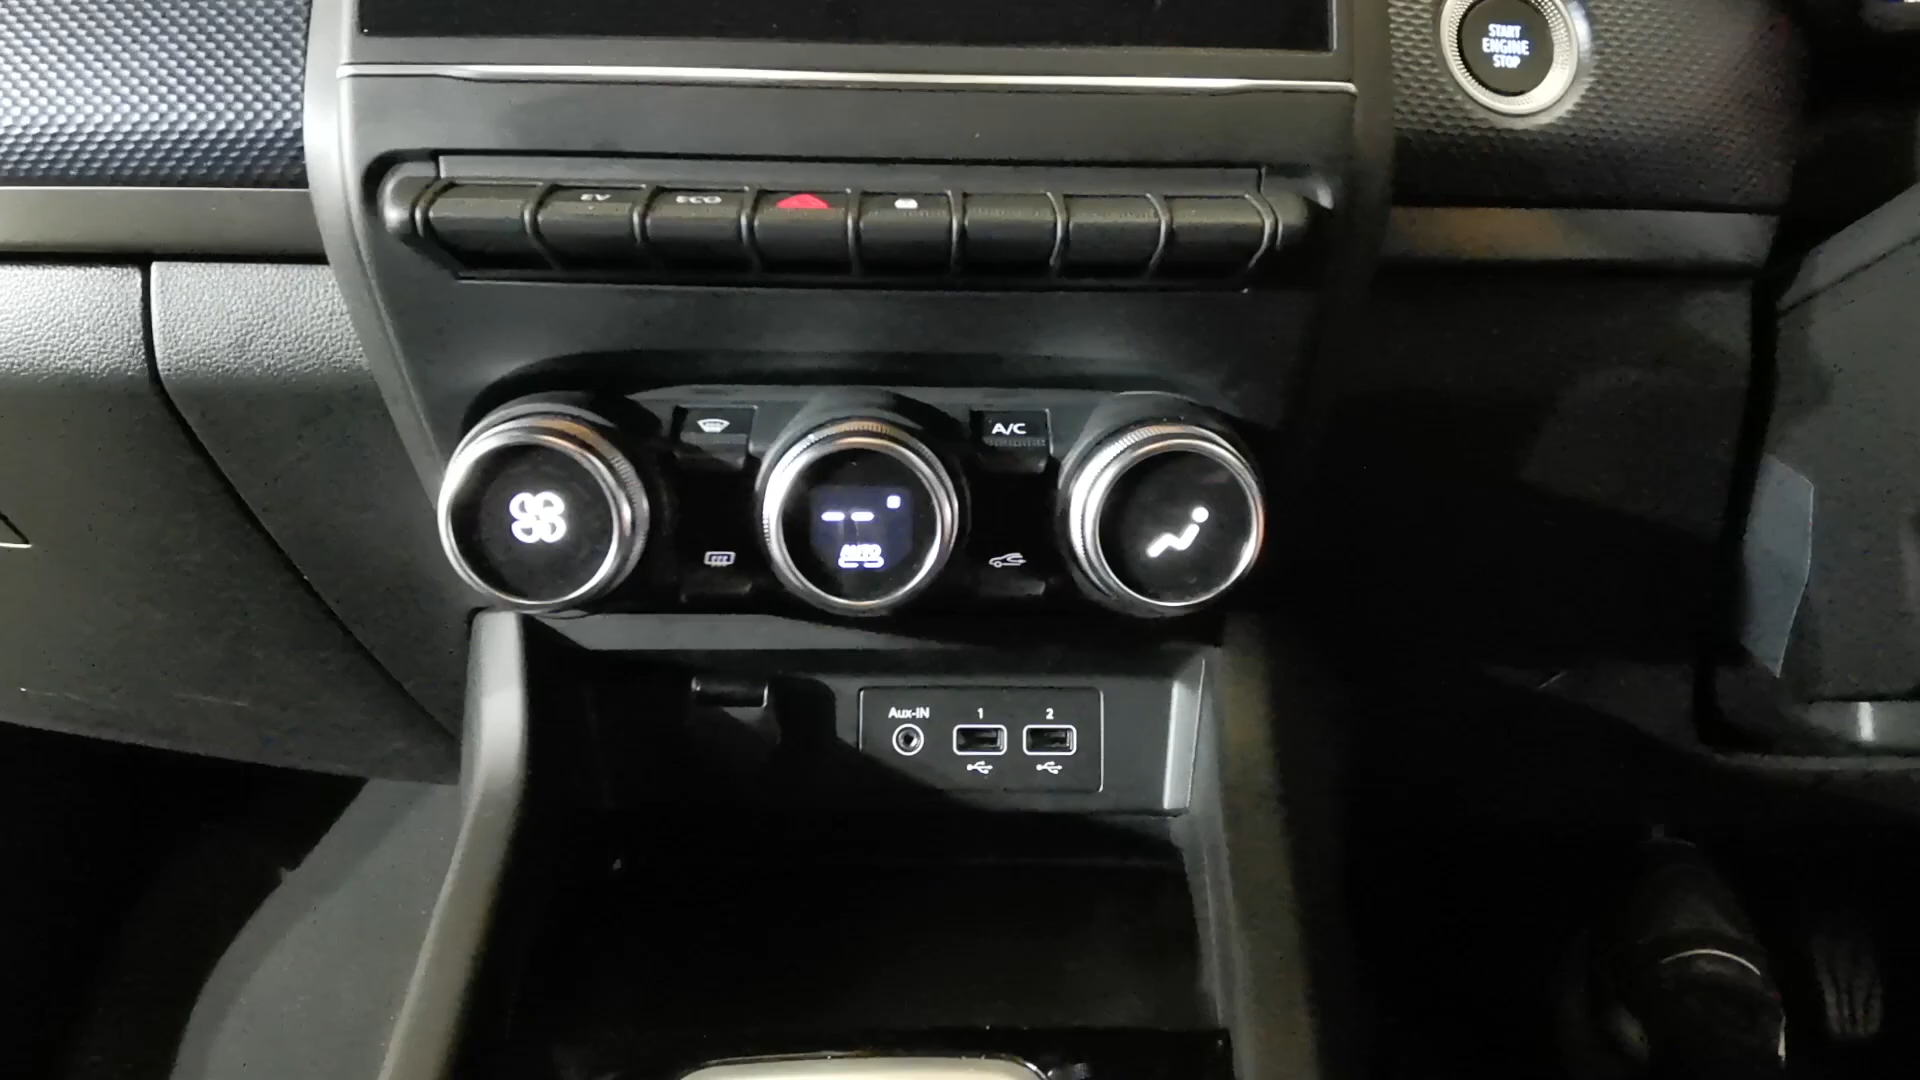 START
ENGINE
STOP
EV
ECO
A/C
AUTO
Aux-IN 1 2